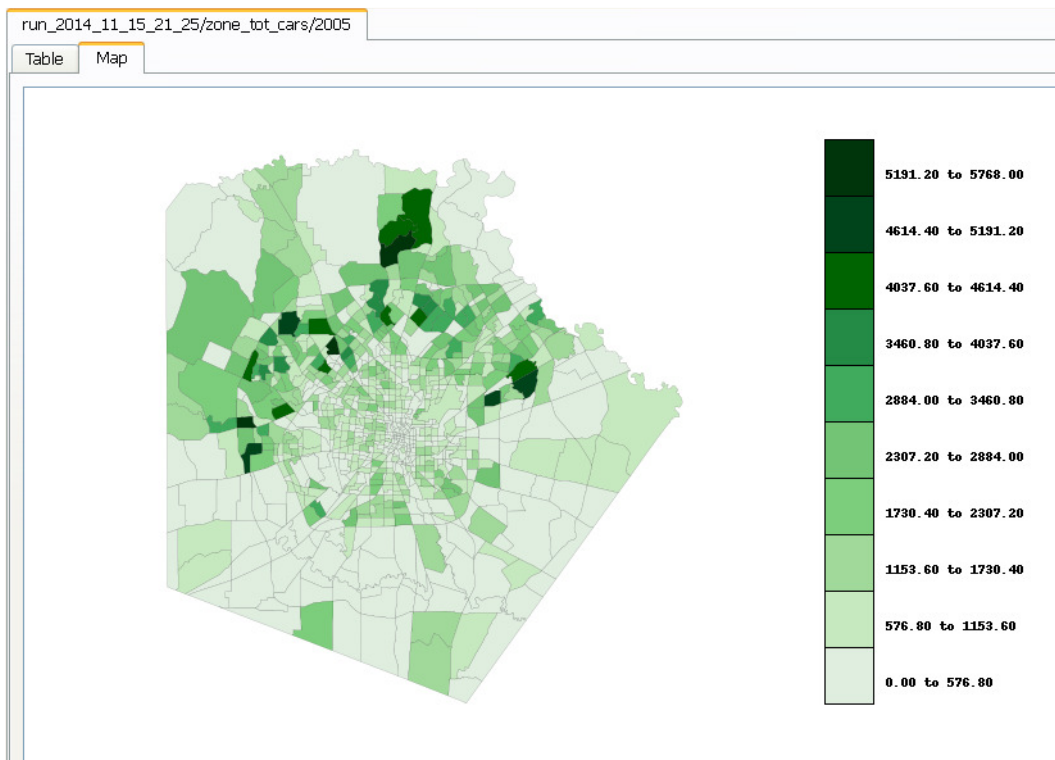 run_2014_11_15_21_25/zone_tot_cars/2005
Table Map
5191.20 to 5768.00
4614.40 to 5191.20
4037.60 to 4614.40
3460.80 to 4037.60
2884.00 to 3460.80
2307.20 to 2884.00
1730.40 to 2307.20
1153.60 to 1730.40
576.80 to 1153.60
0.00 to 576.80